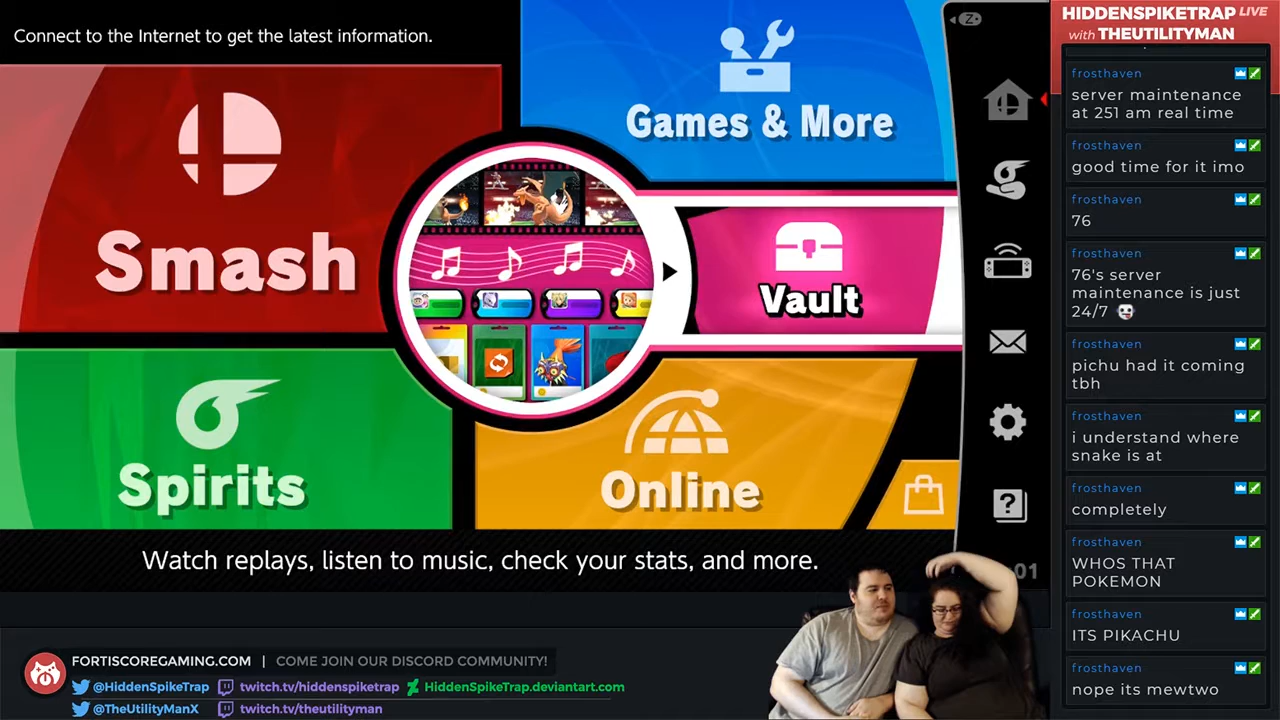 Connect to the Internet to get the latest information.
Smash
Games & More
Vault
Spirits
Online
Watch replays, listen to music, check your stats, and more.
Z
?
01
HIDDENSPIKETRAP LIVE
with THEUTILITYMAN
frosthaven
server maintenance
at 251 am real time
frosthaven
good time for it imo
frosthaven
76
frosthaven
76's server
maintenance is just
24/7
frosthaven
pichu had it coming
tbh
frosthaven
i understand where
snake is at
frosthaven
completely
frosthaven
WHOS THAT
POKEMON
frosthaven
ITS PIKACHU
frosthaven
nope its mewtwo
FORTISCOREGAMING.COM | COME JOIN OUR DISCORD COMMUNITY!
@HiddenSpikeTrap twitch.tv/hiddenspiketrap HiddenSpikeTrap.deviantart.com
@TheUtilityManX twitch.tv/theutilityman